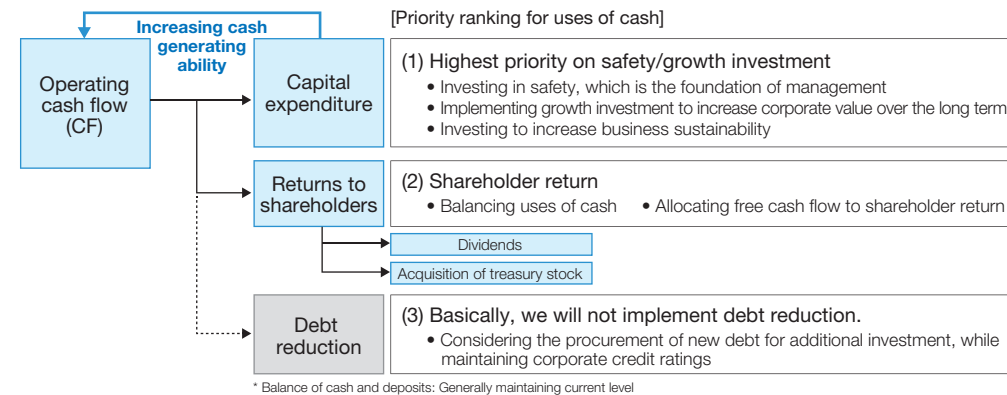 [Priority ranking for uses of cash]
Increasing cash
generating
ability
Operating
cash flow
(CF)
Capital
expenditure
(1) Highest priority on safety/growth investment
• Investing in safety, which is the foundation of management
• Implementing growth investment to increase corporate value over the long term
• Investing to increase business sustainability
Returns to
shareholders
(2) Shareholder return
• Balancing uses of cash • Allocating free cash flow to shareholder return
Dividends
Acquisition of treasury stock
Debt
reduction
(3) Basically, we will not implement debt reduction.
• Considering the procurement of new debt for additional investment, while
maintaining corporate credit ratings
* Balance of cash and deposits: Generally maintaining current level